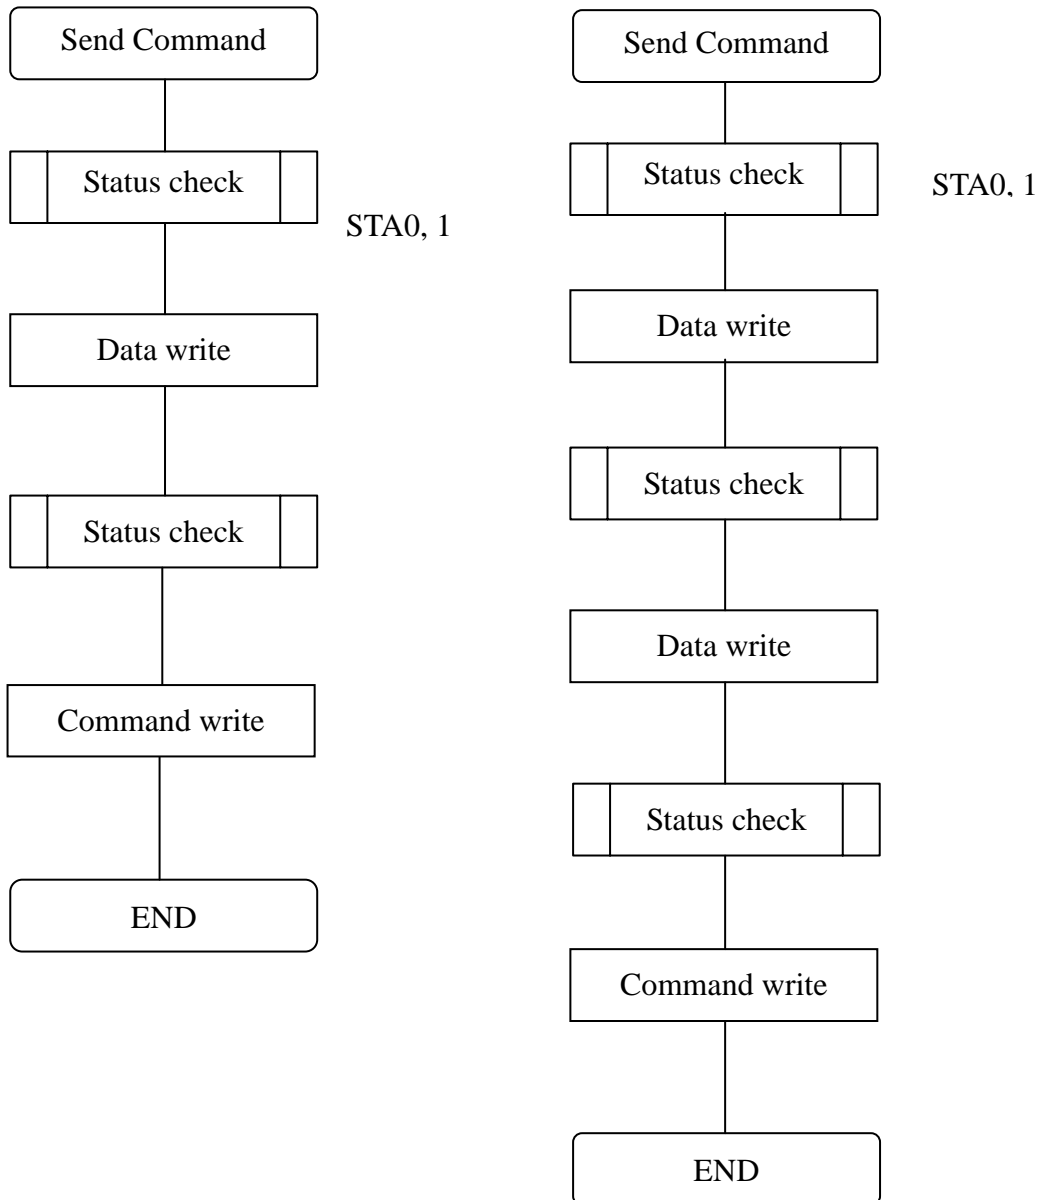 Send Command
Status check
STA0, 1
Data write
Status check
Command write
END
Send Command
Status check
STA0, 1
Data write
Status check
Data write
Status check
Command write
END